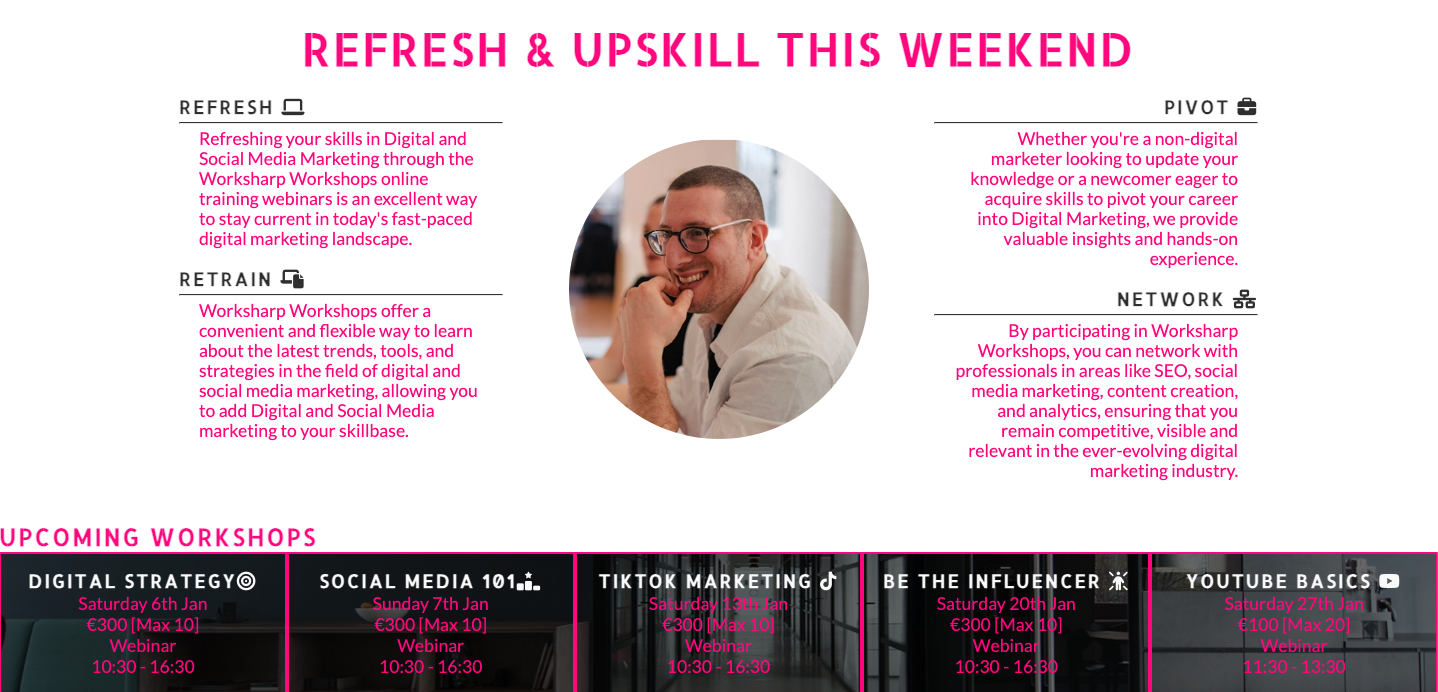 REFRESH & UPSKILL THIS WEEKEND
REFRESH
Refreshing your skills in Digital and
Social Media Marketing through the
Worksharp Workshops online
training webinars is an excellent way
to stay current in today's fast-paced
digital marketing landscape.
RETRAIN
Worksharp Workshops offer a
convenient and flexible way to learn
about the latest trends, tools, and
strategies in the field of digital and
social media marketing, allowing you
to add Digital and Social Media
marketing to your skillbase.
PIVOT
Whether you're a non-digital
marketer looking to update your
knowledge or a newcomer eager to
acquire skills to pivot your career
into Digital Marketing, we provide
valuable insights and hands-on
experience.
NETWORK
By participating in Worksharp
Workshops, you can network with
professionals in areas like SEO, social
media marketing, content creation,
and analytics, ensuring that you
remain competitive, visible and
relevant in the ever-evolving digital
marketing industry.
UPCOMING WORKSHOPS
DIGITAL STRATEGY
Saturday 6th Jan
€300 [Max 10]
Webinar
10:30 - 16:30
SOCIAL MEDIA 101
Sunday 7th Jan
€300 [Max 10]
Webinar
10:30 - 16:30
TIKTOK MARKETING
Saturday 13th Jan
€300 [Max 10]
Webinar
10:30 - 16:30
BE THE INFLUENCER
Saturday 20th Jan
€300 [Max 10]
Webinar
10:30 - 16:30
YOUTUBE BASICS
Saturday 27th Jan
€100 [Max 20]
Webinar
11:30 - 13:30